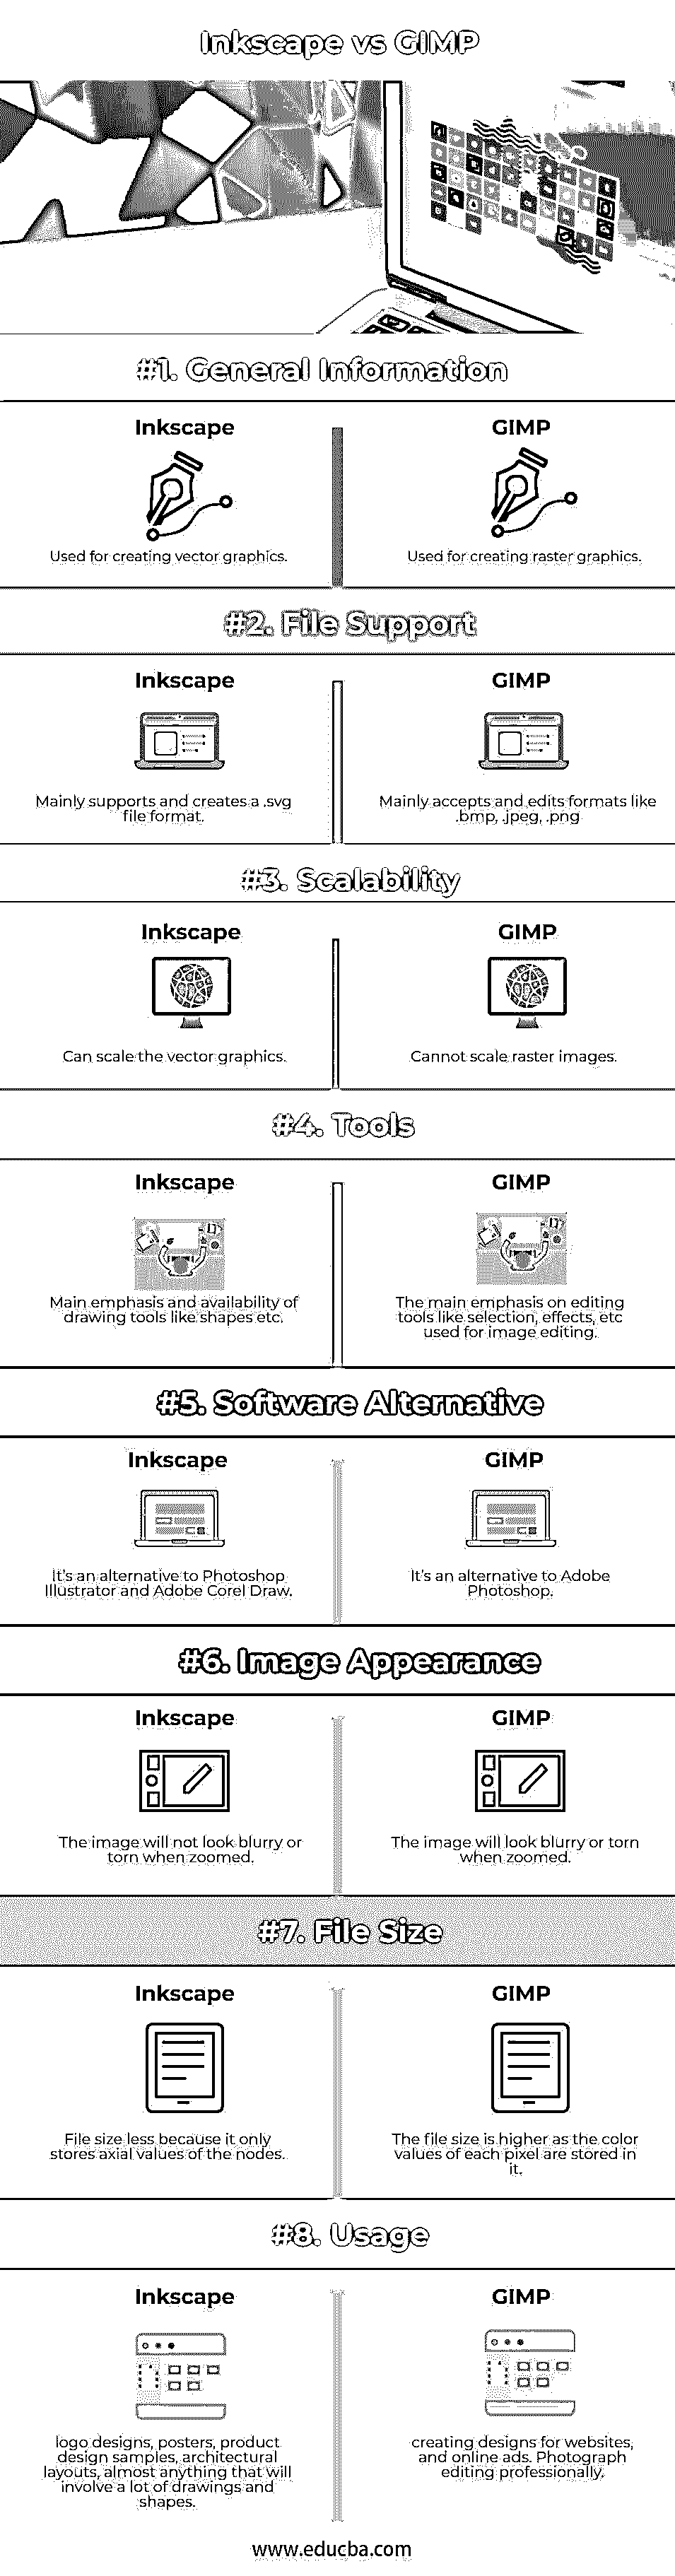 Inkscape vs GIMP
#1. General Information
Inkscape
GIMP
Used for creating vector graphics.
Used for creating raster graphics.
#2. File Support
Inkscape
GIMP
Mainly supports and creates a .svg
file format.
Mainly accepts and edits formats like
.bmp, .jpeg, .png
#3. Scalability
Inkscape
GIMP
Can scale the vector graphics.
Cannot scale raster images.
#4. Tools
Inkscape
GIMP
Main emphasis and availability of
drawing tools like shapes etc.
The main emphasis on editing
tools like selection, effects, etc
used for image editing.
#5. Software Alternative
Inkscape
GIMP
It's an alternative to Photoshop
Illustrator and Adobe Corel Draw.
It's an alternative to Adobe
Photoshop.
#6. Image Appearance
Inkscape
GIMP
The image will not look blurry or
torn when zoomed.
The image will look blurry or torn
when zoomed.
#7. File Size
Inkscape
GIMP
File size less because it only
stores axial values of the nodes.
The file size is higher as the color
values of each pixel are stored in
it.
#8. Usage
Inkscape
GIMP
logo designs, posters, product
design samples, architectural
layouts, almost anything that will
involve a lot of drawings and
shapes.
creating designs for websites,
and online ads. Photograph
editing professionally.
www.educba.com